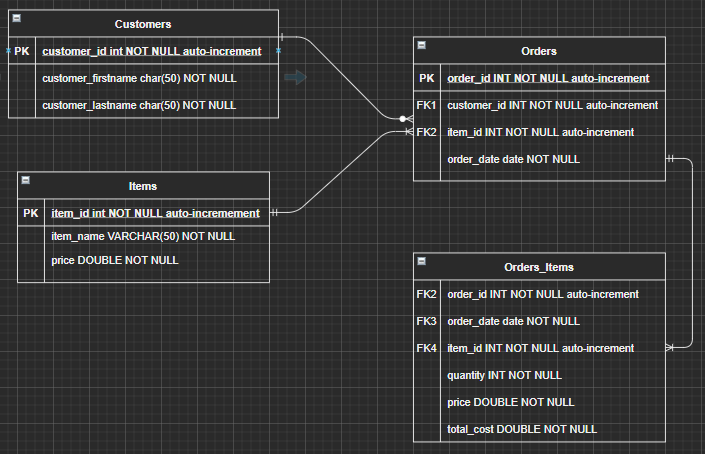 Customers
PK customer_id int NOT NULL auto-increment
customer_firstname char(50) NOT NULL
customer_lastname char(50) NOT NULL
Orders
PK order_id INT NOT NULL auto-increment
FK1 customer_id INT NOT NULL auto-increment
FK2 item_id INT NOT NULL auto-increment
order_date date NOT NULL
Items
PK item_id int NOT NULL auto-incremement
item_name VARCHAR(50) NOT NULL
price DOUBLE NOT NULL
Orders_Items
FK2 order_id INT NOT NULL auto-increment
FK3 order_date date NOT NULL
FK4 item_id INT NOT NULL auto-increment
quantity INT NOT NULL
price DOUBLE NOT NULL
total_cost DOUBLE NOT NULL